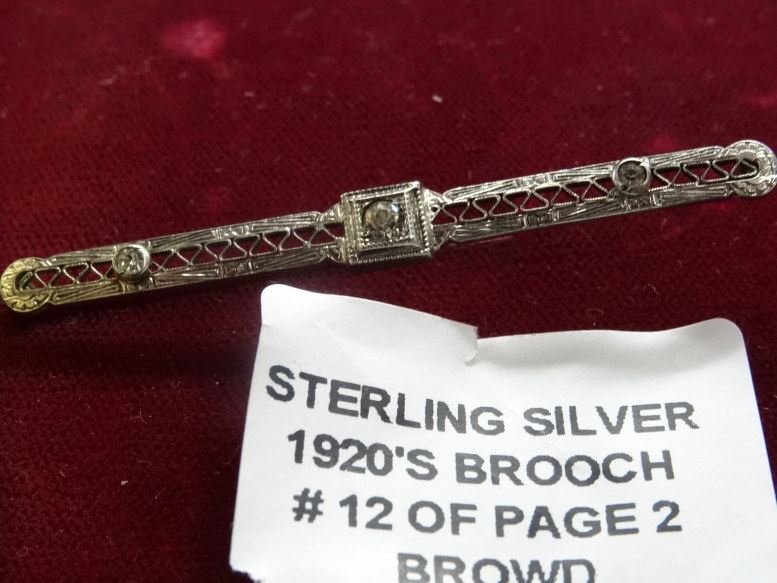 STERLING SILVER
1920'S BROOCH
# 12 OF PAGE 2
BROWD